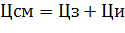 Цсм = Цз + Ци